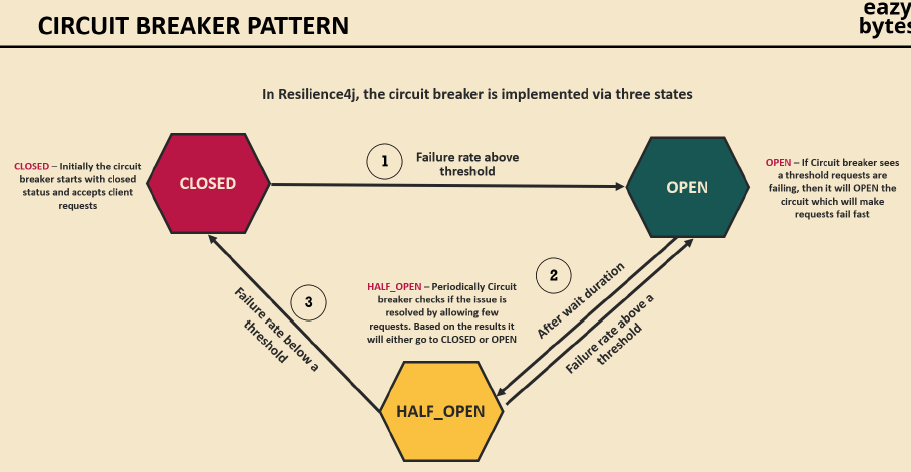 CIRCUIT BREAKER PATTERN
eazy
bytes
In Resilience4j, the circuit breaker is implemented via three states
CLOSED – Initially the circuit
breaker starts with closed
status and accepts client
requests
CLOSED
1
Failure rate above
threshold
OPEN
OPEN – If Circuit breaker sees
a threshold requests are
failing, then it will OPEN the
circuit which will make
requests fail fast
3
Failure rate below a
threshold
HALF_OPEN – Periodically Circuit
breaker checks if the issue is
resolved by allowing few
requests. Based on the results it
will either go to CLOSED or OPEN
2
After wait duration
Failure rate above a
threshold
HALF_OPEN